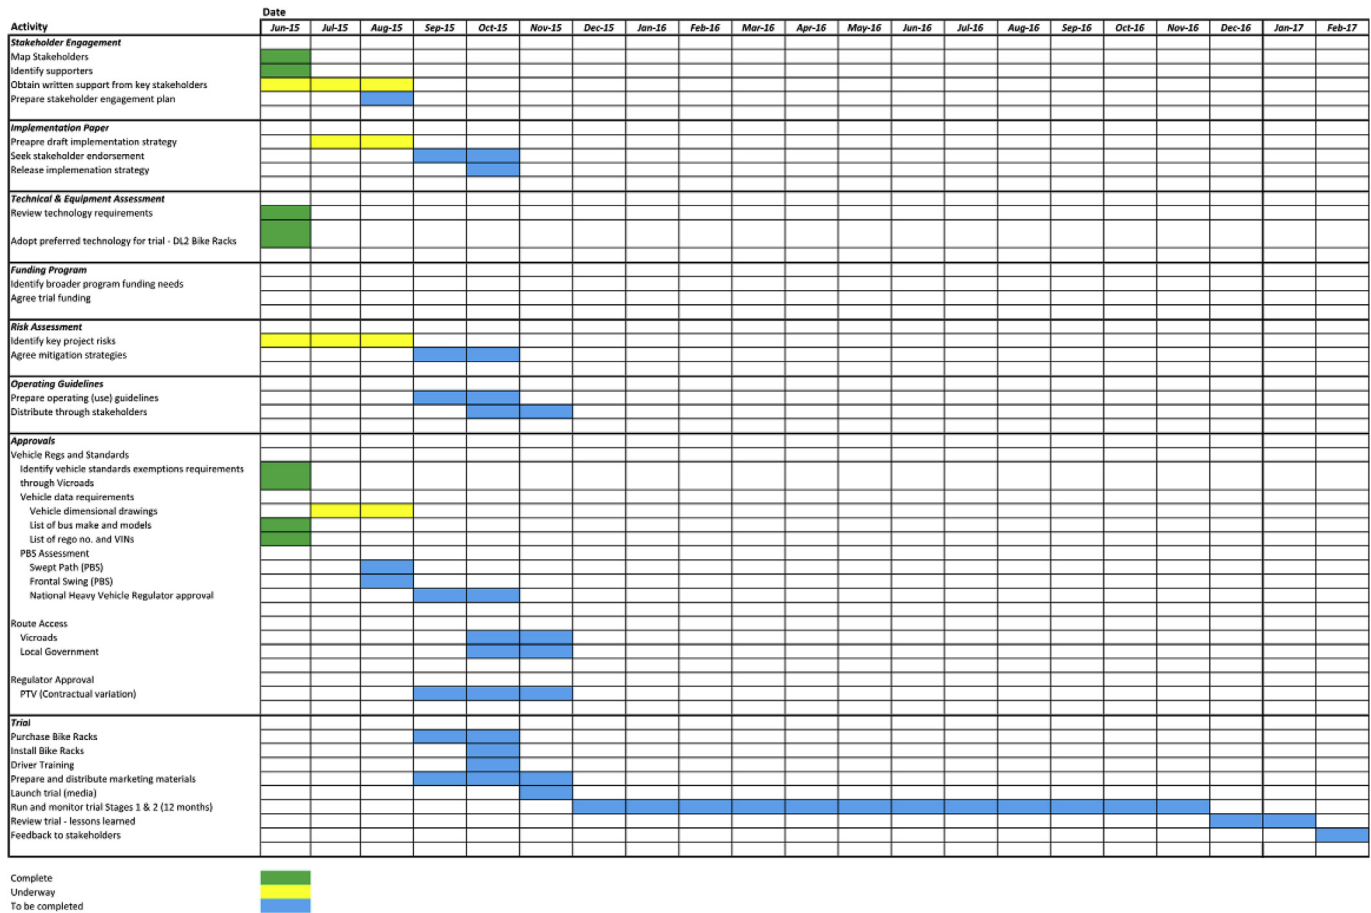 Date
Activity Jun-15 Jul-15 Aug-15 Sep-15 Oct-15 Nov-15 Dec-15 Jan-16 Feb-16 Mar-16 Apr-16 May-16 Jun-16 Jul-16 Aug-16 Sep-16 Oct-16 Nov-16 Dec-16 Jan-17 Feb-17
Stakeholder Engagement
Map Stakeholders
Identify supporters
Obtain written support from key stakeholders
Prepare stakeholder engagement plan
Implementation Paper
Preapre draft implementation strategy
Seek stakeholder endorsement
Release implemenation strategy
Technical & Equipment Assessment
Review technology requirements
Adopt preferred technology for trial - DL2 Bike Racks
Funding Program
Identify broader program funding needs
Agree trial funding
Risk Assessment
Identify key project risks
Agree mitigation strategies
Operating Guidelines
Prepare operating (use) guidelines
Distribute through stakeholders
Approvals
Vehicle Regs and Standards
Identify vehicle standards exemptions requirements
through Vicroads
Vehicle data requirements
Vehicle dimensional drawings
List of bus make and models
List of rego no. and VINs
PBS Assessment
Swept Path (PBS)
Frontal Swing (PBS)
National Heavy Vehicle Regulator approval
Route Access
Vicroads
Local Government
Regulator Approval
PTV (Contractual variation)
Trial
Purchase Bike Racks
Install Bike Racks
Driver Training
Prepare and distribute marketing materials
Launch trial (media)
Run and monitor trial Stages 1 & 2 (12 months)
Review trial - lessons learned
Feedback to stakeholders
Complete
Underway
To be completed